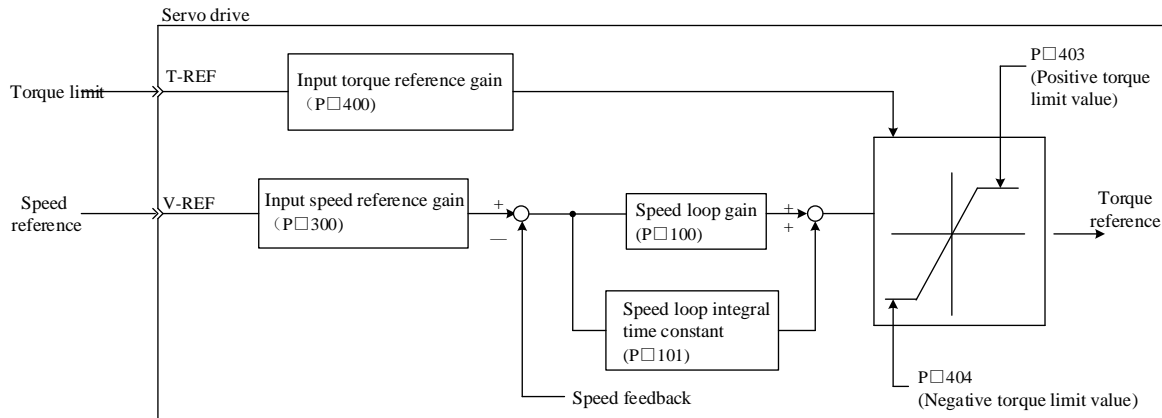 Servo drive
T-REF
Torque limit
Input torque reference gain
（P□400）
P□403
(Positive torque
limit value)
V-REF
Speed
reference
Input speed reference gain
（P□300）
+
—
Speed loop gain
(P□100)
+
+
Torque
reference
Speed loop integral
time constant
(P□101)
Speed feedback
P□404
(Negative torque limit value)